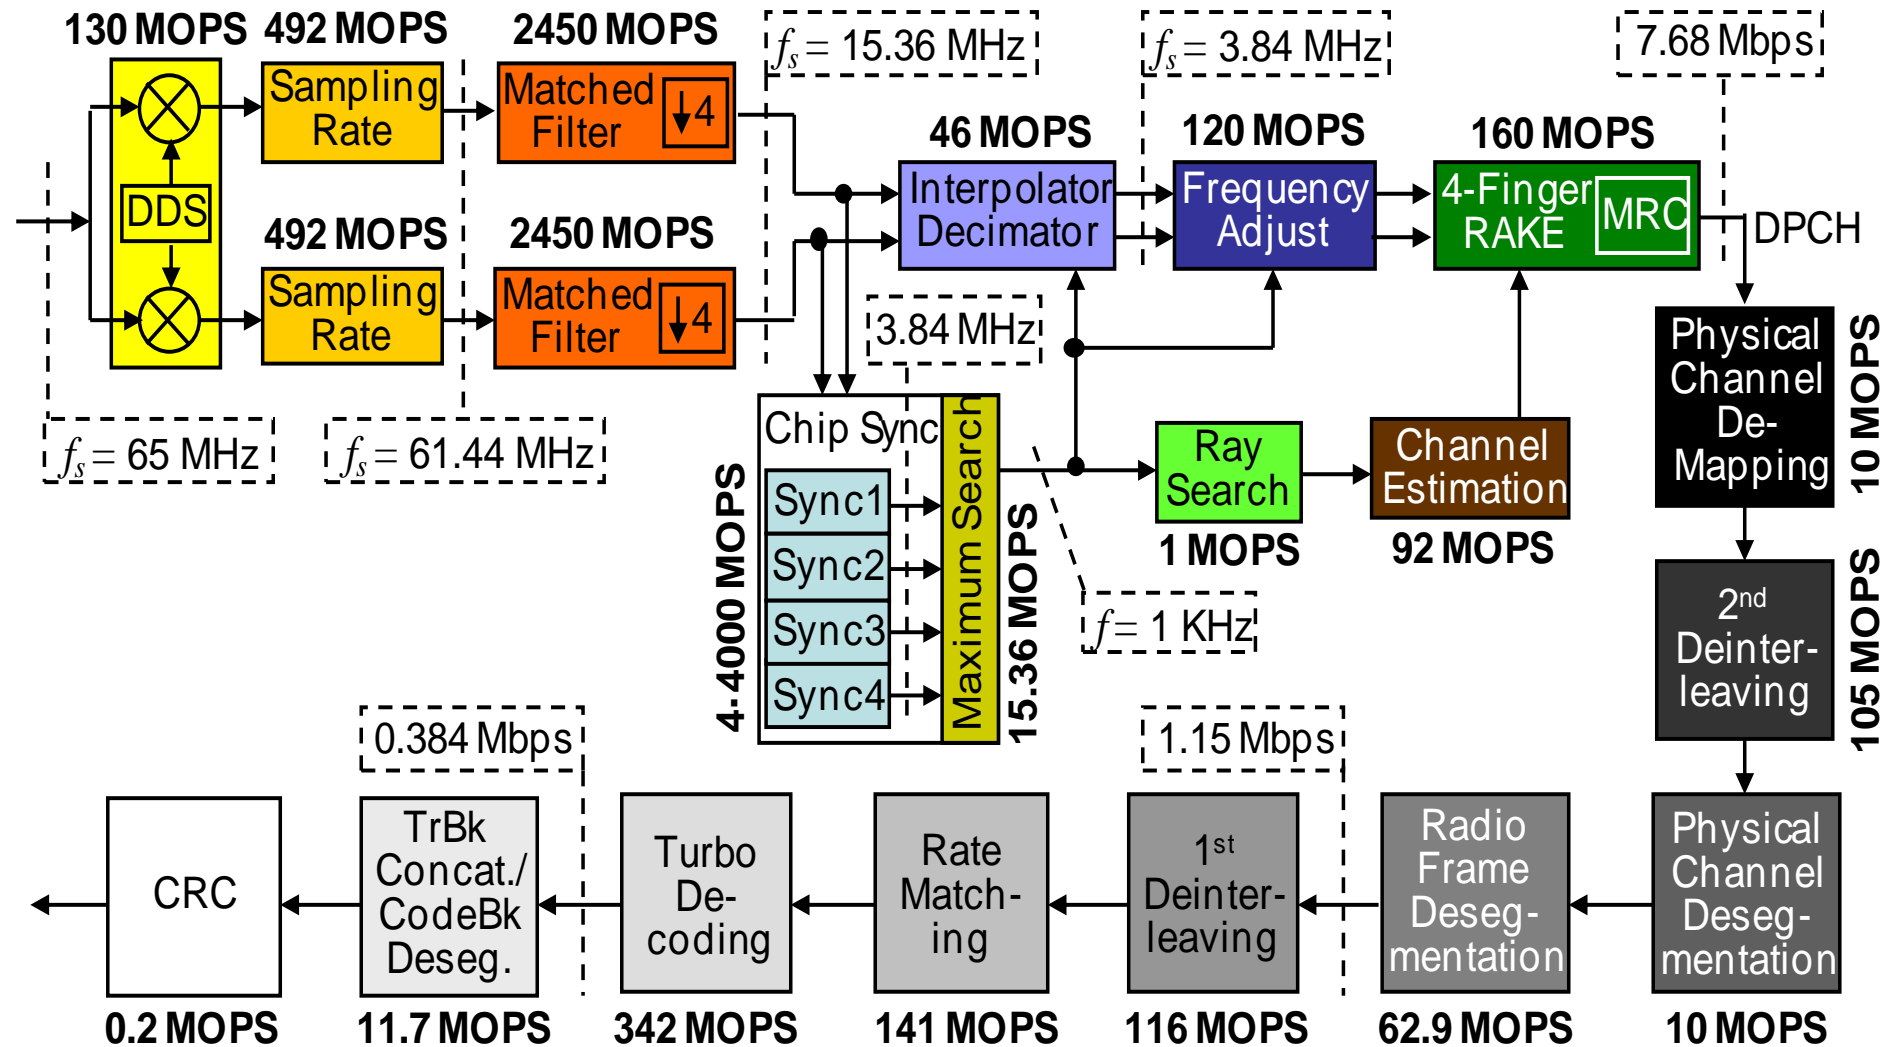 130 MOPS
492 MOPS
2450 MOPS
fs = 15.36 MHz
fs = 3.84 MHz
7.68 Mbps
Sampling
Rate
Matched
Filter
↓4
46 MOPS
120 MOPS
160 MOPS
DDS
Interpolator
Decimator
Frequency
Adjust
4-Finger
RAKE
MRC
DPCH
492 MOPS
2450 MOPS
Sampling
Rate
Matched
Filter
↓4
3.84 MHz
Physical
Channel
De-
Mapping
10 MOPS
fs = 65 MHz
fs = 61.44 MHz
Chip Sync
Sync1
Sync2
Sync3
Sync4
4·4000 MOPS
Maximum Search
15.36 MOPS
Ray
Search
1 MOPS
Channel
Estimation
92 MOPS
f = 1 KHz
2nd
Deinter-
leaving
105 MOPS
0.384 Mbps
1.15 Mbps
CRC
TrBk
Concat./
CodeBk
Deseg.
Turbo
De-
coding
Rate
Match-
ing
1st
Deinter-
leaving
Radio
Frame
Deseg-
mentation
Physical
Channel
Deseg-
mentation
0.2 MOPS
11.7 MOPS
342 MOPS
141 MOPS
116 MOPS
62.9 MOPS
10 MOPS